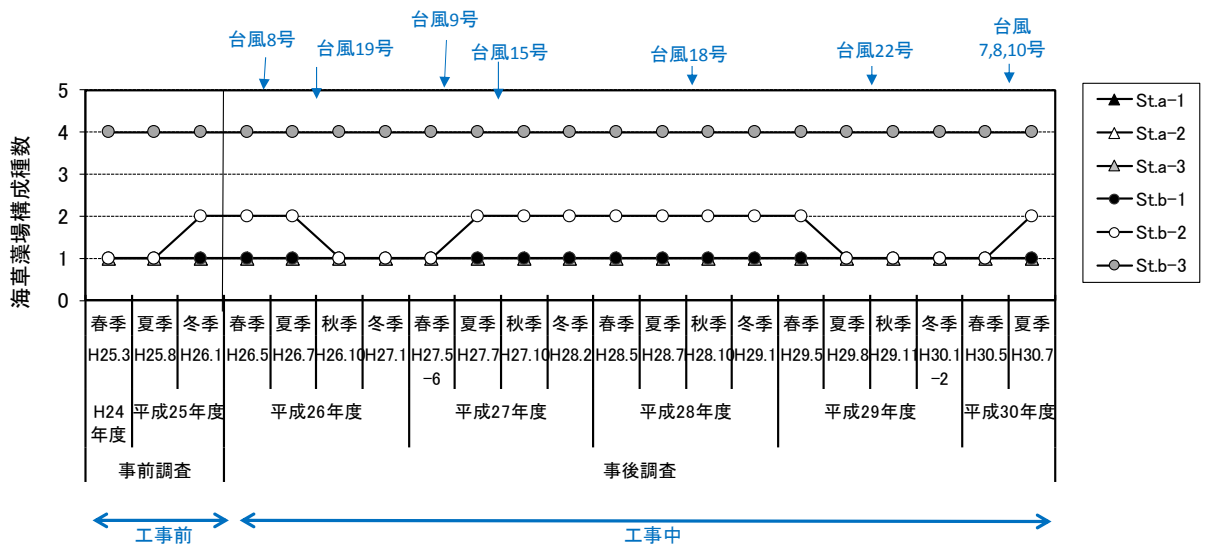 台風9号
台風8号
台風19号
台風15号
台風18号
台風22号
台風
7,8,10号
海草藻場構成種数
5
4
3
2
1
0
St.a-1
St.a-2
St.a-3
St.b-1
St.b-2
St.b-3
春季 夏季 冬季 春季 夏季 秋季 冬季 春季 夏季 秋季 冬季 春季 夏季 秋季 冬季 春季 夏季 秋季 冬季 春季 夏季
H25.3 H25.8 H26.1 H26.5 H26.7 H26.10 H27.1 H27.5 H27.7 H27.10 H28.2 H28.5 H28.7 H28.10 H29.1 H29.5 H29.8 H29.11 H30.1 H30.5 H30.7
-6 -2
H24 平成25年度 平成26年度 平成27年度 平成28年度 平成29年度 平成30年度
年度
事前調査 事後調査
工事前 工事中